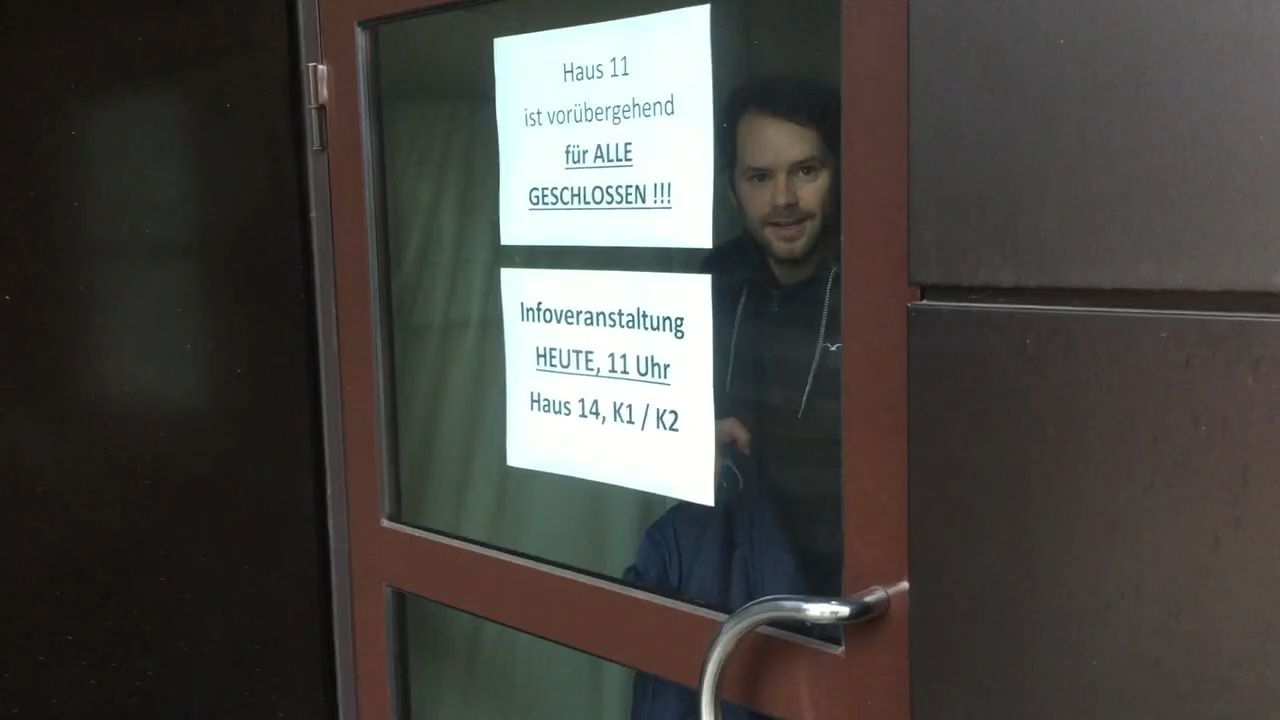 Haus 11
ist vorübergehend
für ALLE
GESCHLOSSEN !!!
Infoveranstaltung
HEUTE, 11 Uhr
Haus 14, K1 / K2